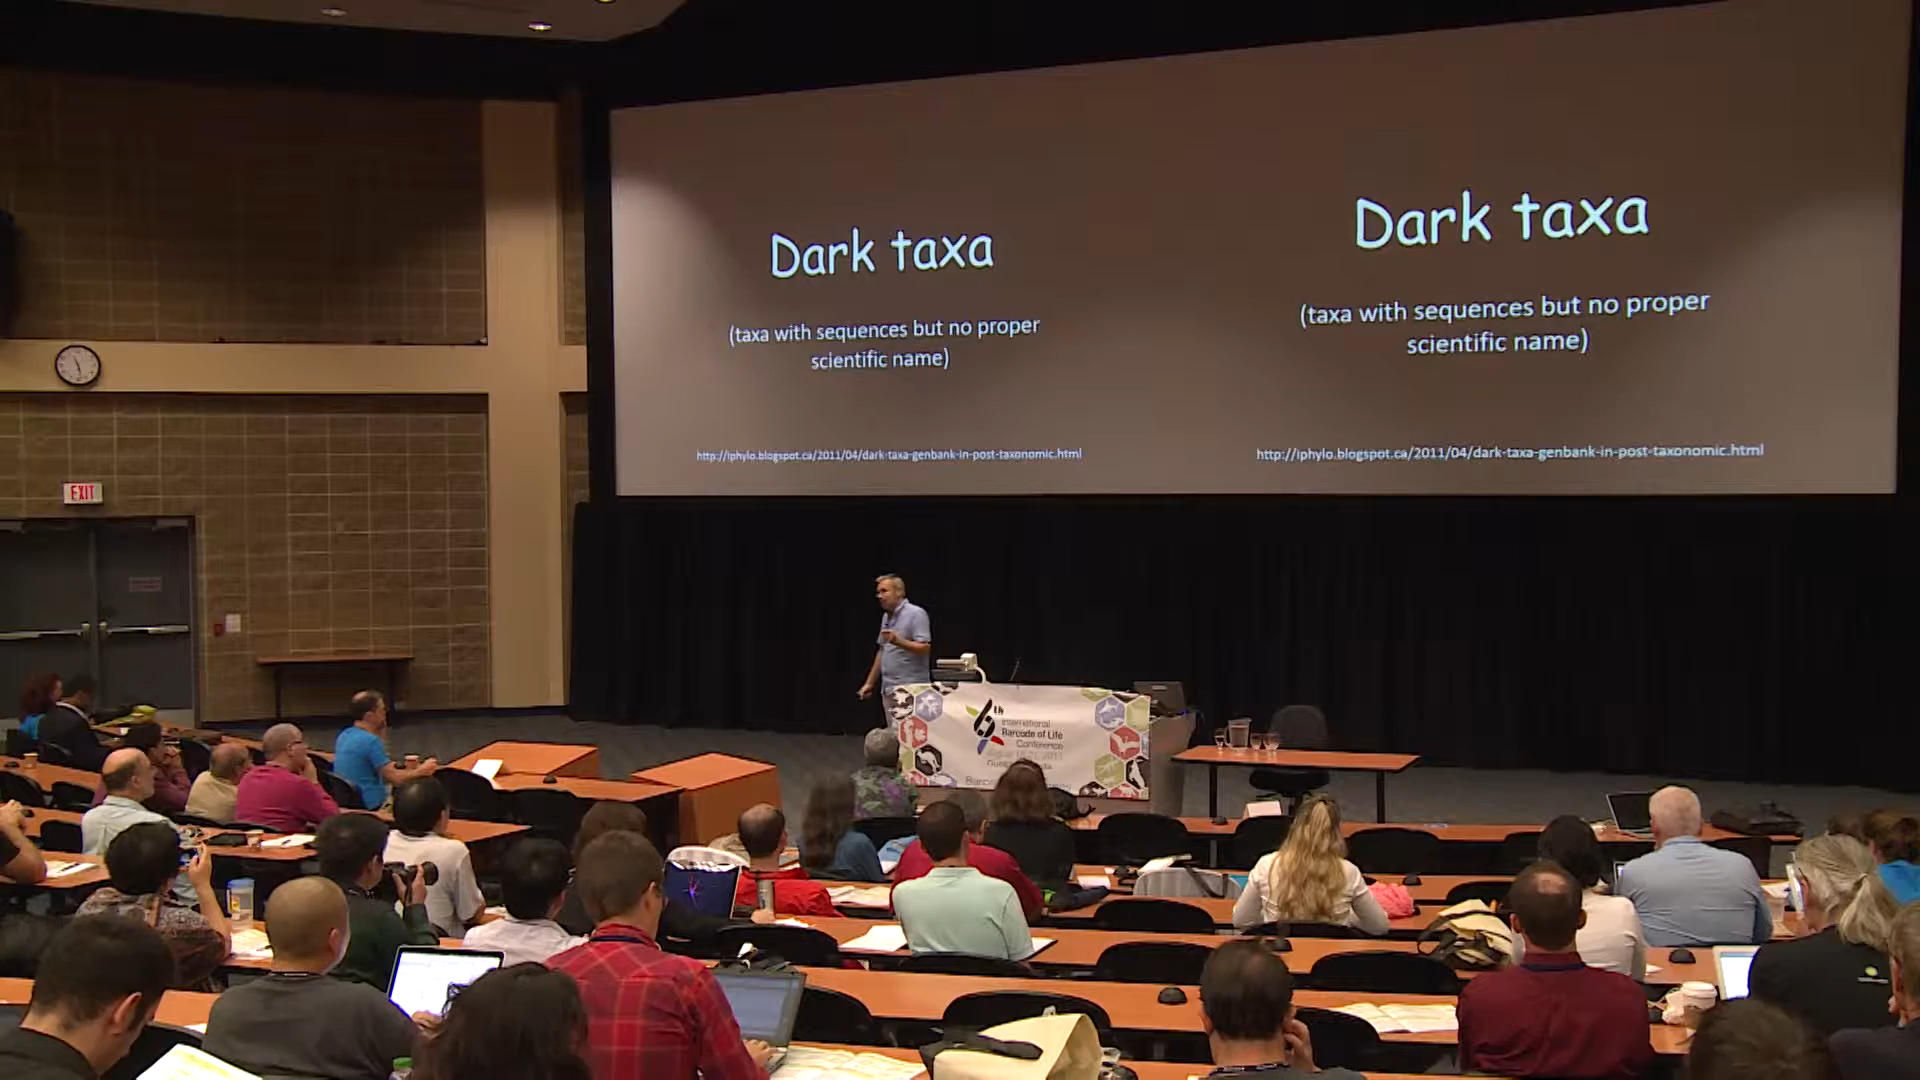 Dark taxa
(taxa with sequences but no proper
scientific name)
http://iphylo.blogspot.ca/2011/04/dark-taxa-genbank-in-post-taxonomic.html
Dark taxa
(taxa with sequences but no proper
scientific name)
http://iphylo.blogspot.ca/2011/04/dark-taxa-genbank-in-post-taxonomic.html
EXIT
6th
International
Barcode of Life
Conference